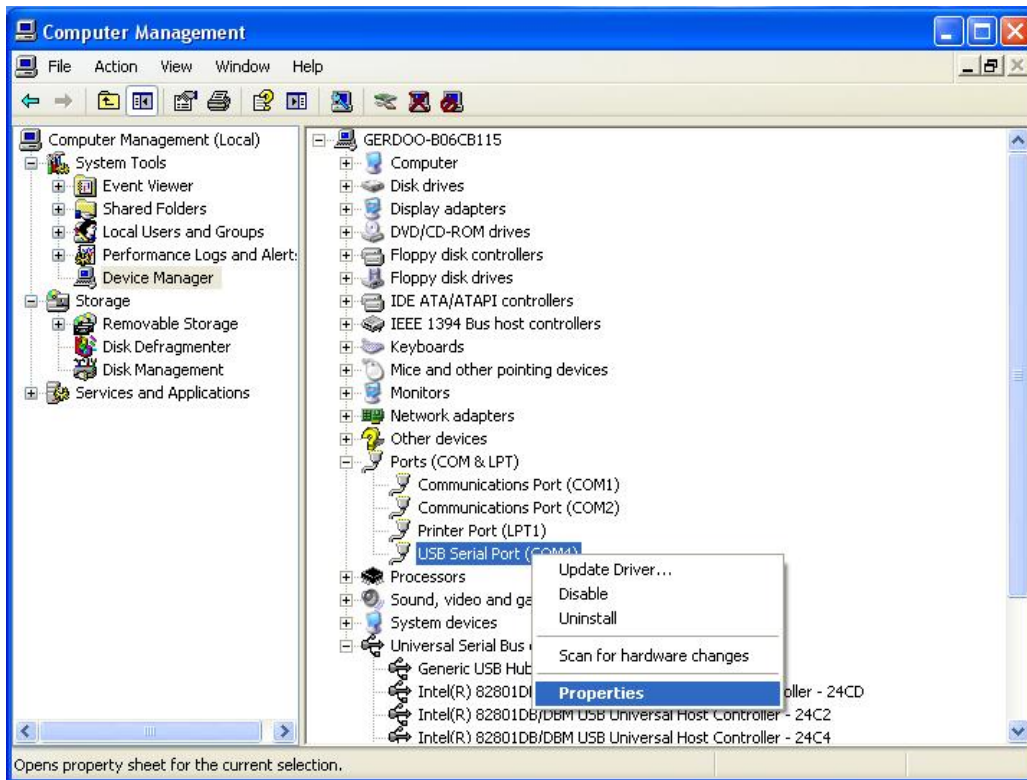 Computer Management
File Action View Window Help
Computer Management (Local)
System Tools
Event Viewer
Shared Folders
Local Users and Groups
Performance Logs and Alert
Device Manager
Storage
Removable Storage
Disk Defragmenter
Disk Management
Services and Applications
GERDOO-B06CB115
Computer
Disk drives
Display adapters
DVD/CD-ROM drives
Floppy disk controllers
Floppy disk drives
IDE ATA/ATAPI controllers
IEEE 1394 Bus host controllers
Keyboards
Mice and other pointing devices
Monitors
Network adapters
Other devices
Ports (COM & LPT)
Communications Port (COM1)
Communications Port (COM2)
Printer Port (LPT1)
USB Serial Port (COM4)
Processors
Sound, video and ga
System devices
Universal Serial Bus
Generic USB Hub
Intel(R) 82801D oller - 24CD
Intel(R) 82801DB/DBM USB Universal Host Controller - 24C2
Intel(R) 82801DB/DBM USB Universal Host Controller - 24C4
Update Driver...
Disable
Uninstall
Scan for hardware changes
Properties
Opens property sheet for the current selection.